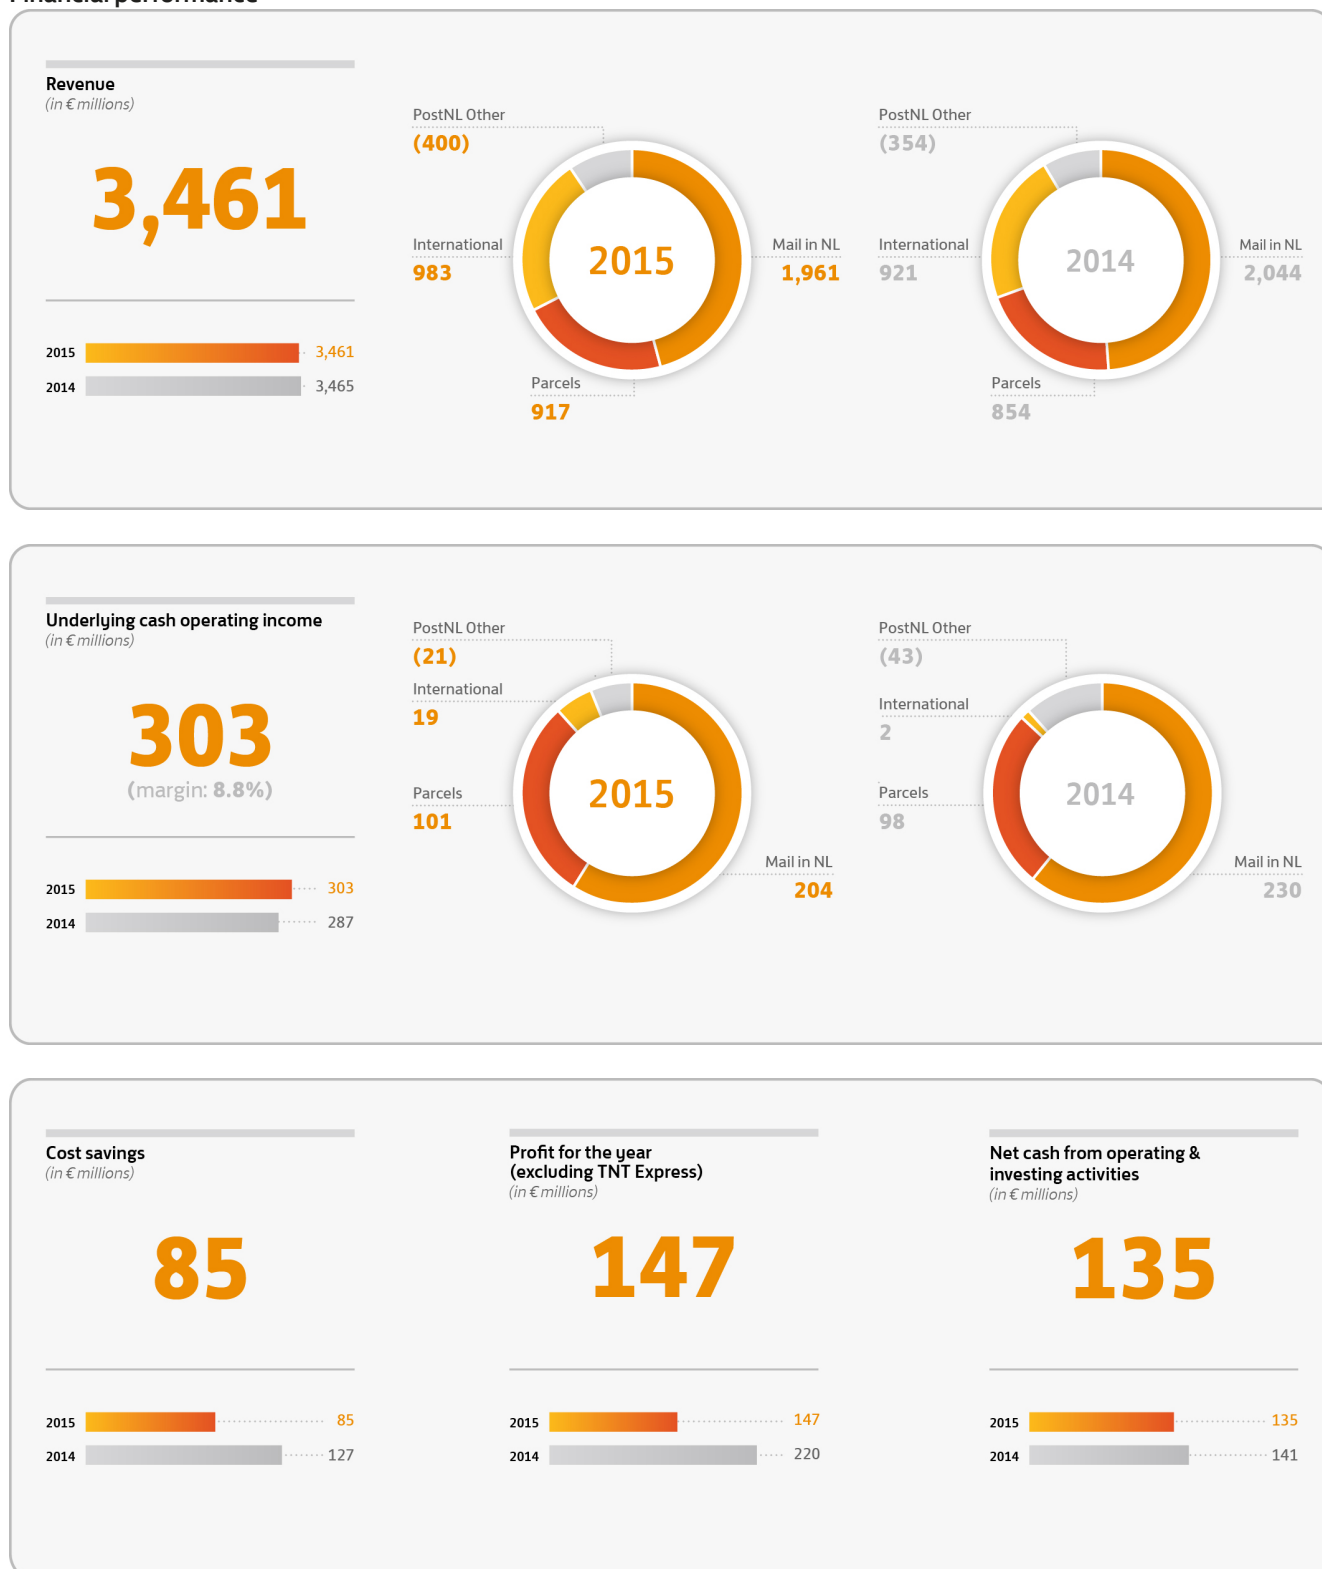 Financial performance
Revenue
(in € millions)
3,461
2015 3,461
2014 3,465
PostNL Other
(400)
International
983
2015
Mail in NL
1,961
Parcels
917
PostNL Other
(354)
International
921
2014
Mail in NL
2,044
Parcels
854
Underlying cash operating income
(in € millions)
303
(margin: 8.8%)
2015 303
2014 287
PostNL Other
(21)
International
19
Parcels
101
2015
Mail in NL
204
PostNL Other
(43)
International
2
Parcels
98
2014
Mail in NL
230
Cost savings
(in € millions)
85
2015 85
2014 127
Profit for the year
(excluding TNT Express)
(in € millions)
147
2015 147
2014 220
Net cash from operating &
investing activities
(in € millions)
135
2015 135
2014 141